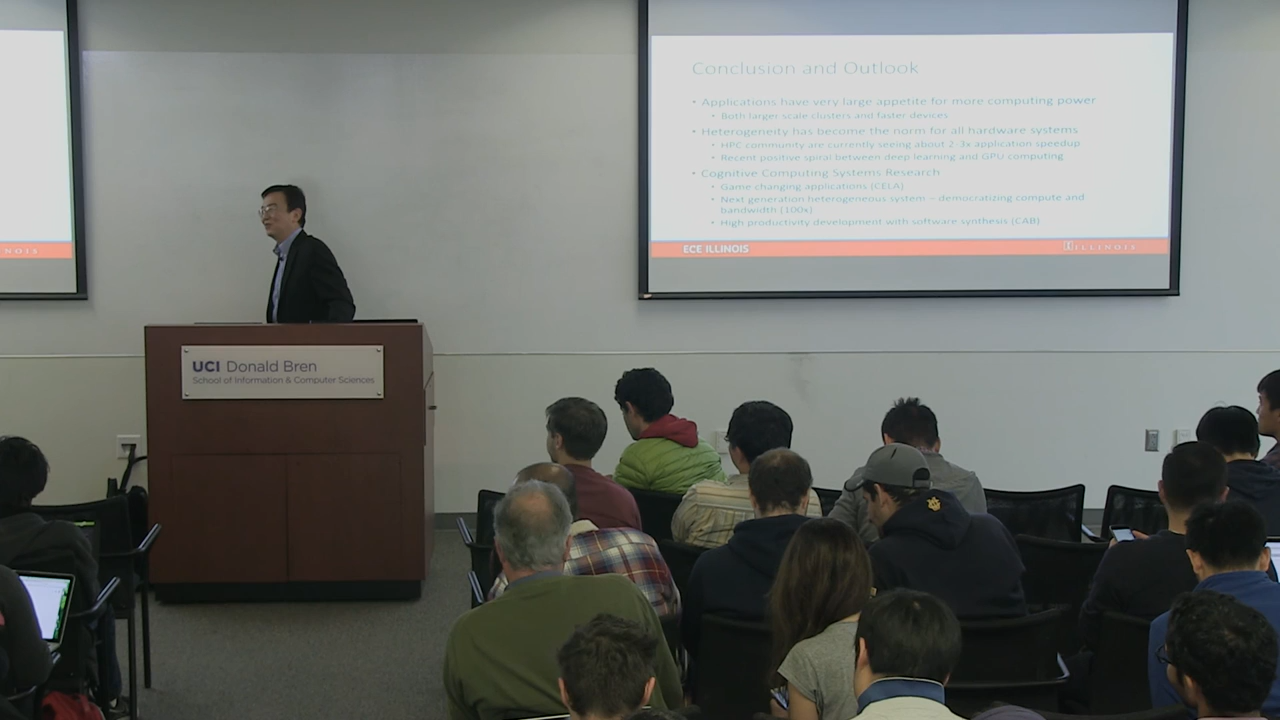 Conclusion and Outlook
• Applications have very large appetite for more computing power
• Both larger scale clusters and faster devices
• Heterogeneity has become the norm for all hardware systems
• HPC community are currently seeing about 2-3x application speedup
• Recent positive spiral between deep learning and GPU computing
• Cognitive Computing Systems Research
• Game changing applications (CELA)
• Next generation heterogeneous system – democratizing compute and
bandwidth (100x)
• High productivity development with software synthesis (CAB)
ECE ILLINOIS
ILLINOIS
NOIS
UCI Donald Bren
School of Information & Computer Sciences